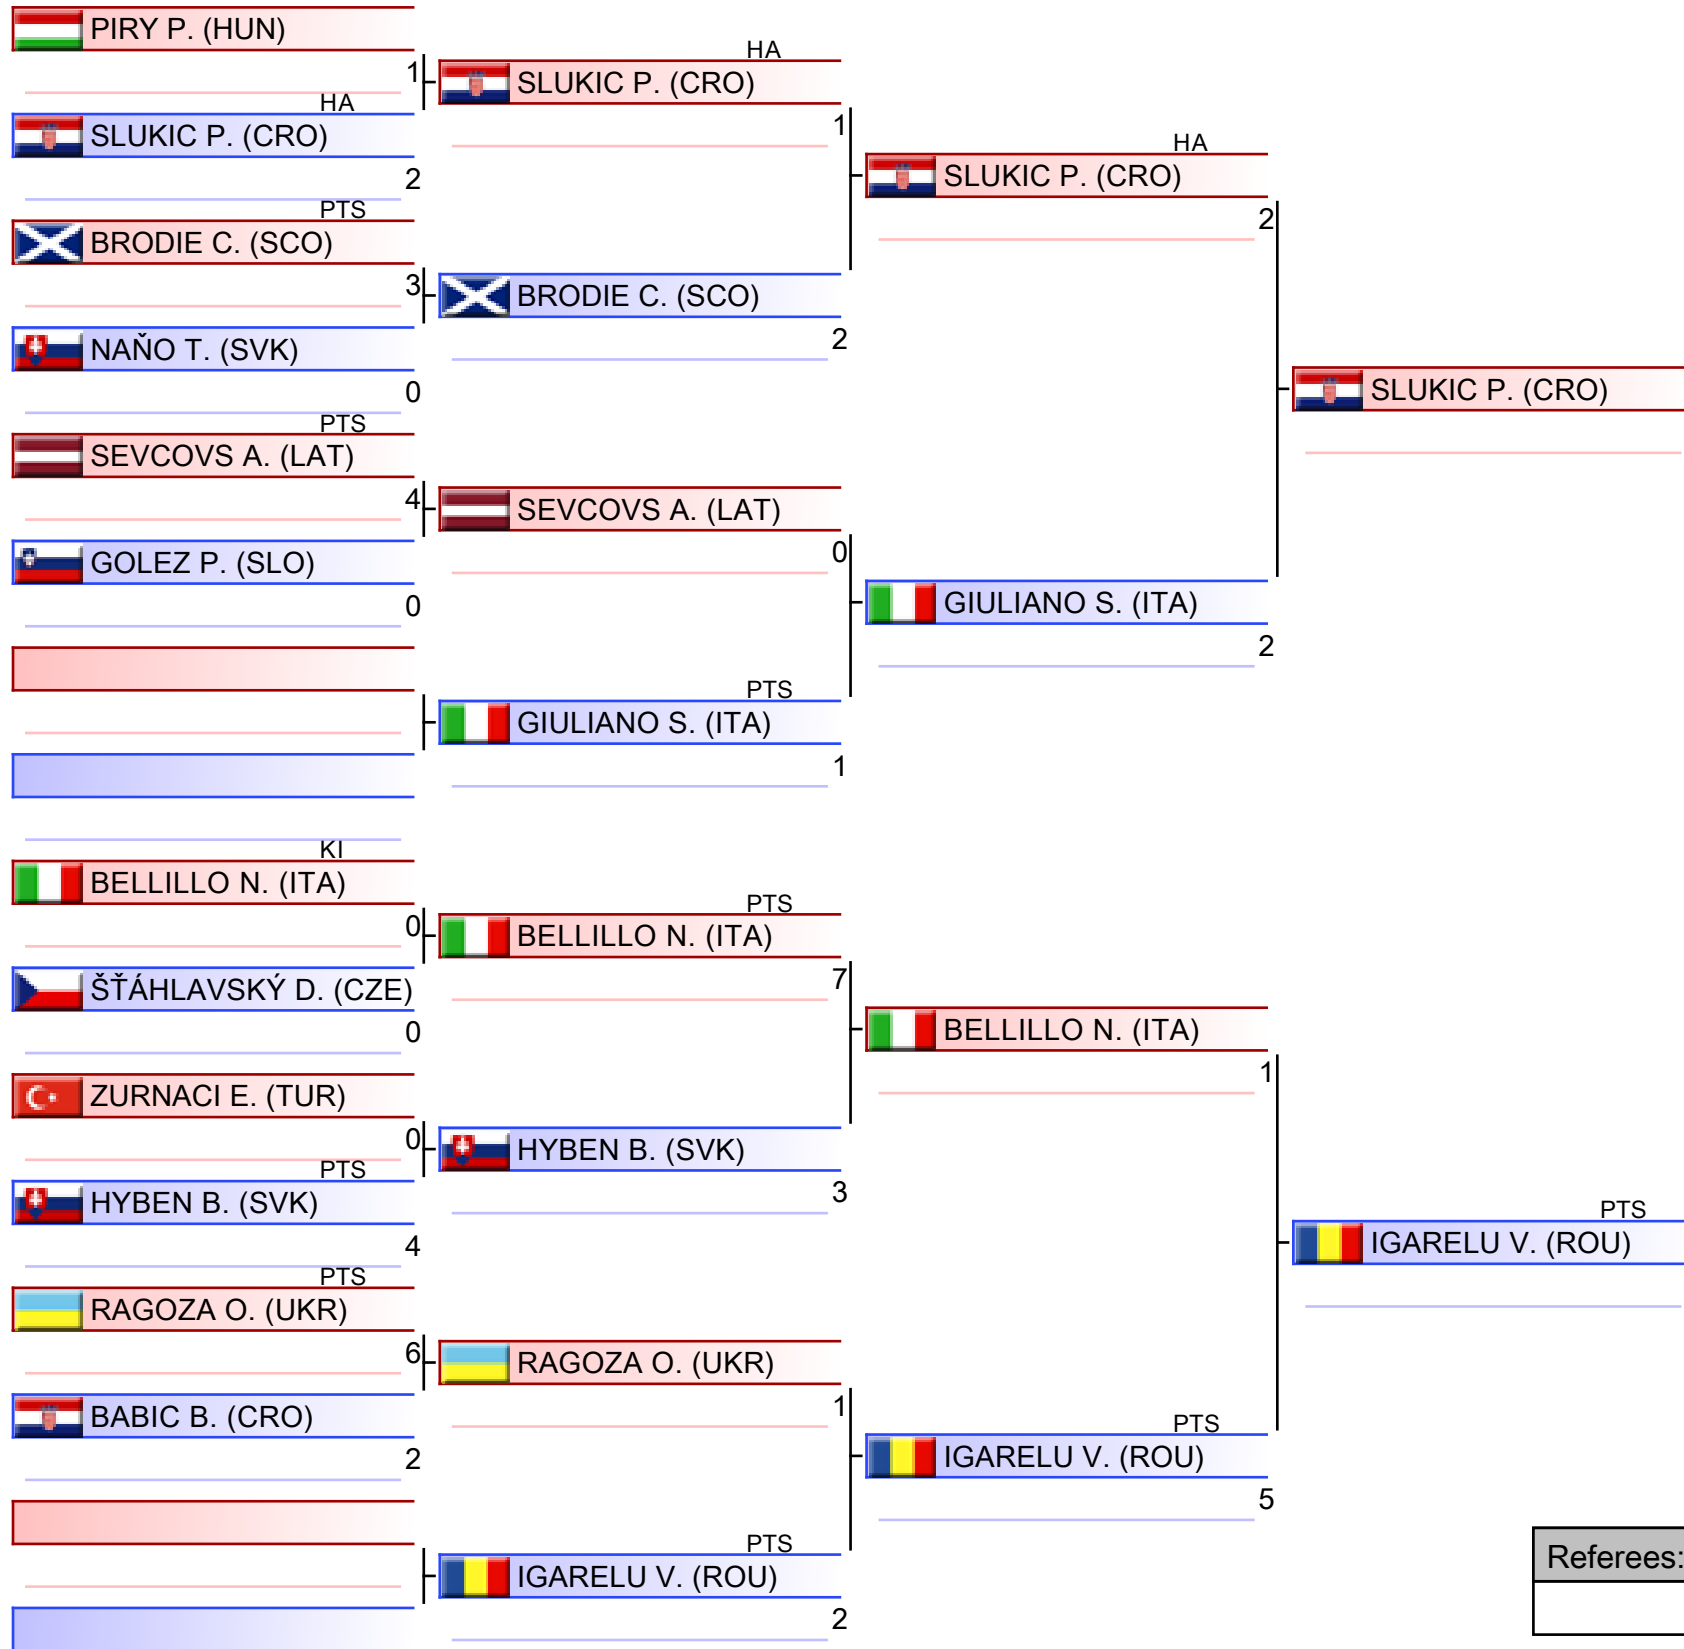 PIRY P. (HUN)
1
HA
SLUKIC P. (CRO)
2
PTS
BRODIE C. (SCO)
3
NAŇO T. (SVK)
0
PTS
SEVCOVS A. (LAT)
4
GOLEZ P. (SLO)
0
KI
BELLILLO N. (ITA)
0
ŠŤÁHLAVSKÝ D. (CZE)
0
ZURNACI E. (TUR)
0
PTS
HYBEN B. (SVK)
4
PTS
RAGOZA O. (UKR)
6
BABIC B. (CRO)
2
HA
SLUKIC P. (CRO)
1
BRODIE C. (SCO)
2
SEVCOVS A. (LAT)
0
PTS
GIULIANO S. (ITA)
1
PTS
BELLILLO N. (ITA)
7
HYBEN B. (SVK)
3
RAGOZA O. (UKR)
1
PTS
IGARELU V. (ROU)
2
HA
SLUKIC P. (CRO)
2
GIULIANO S. (ITA)
2
BELLILLO N. (ITA)
1
PTS
IGARELU V. (ROU)
5
SLUKIC P. (CRO)
PTS
IGARELU V. (ROU)
Referees: